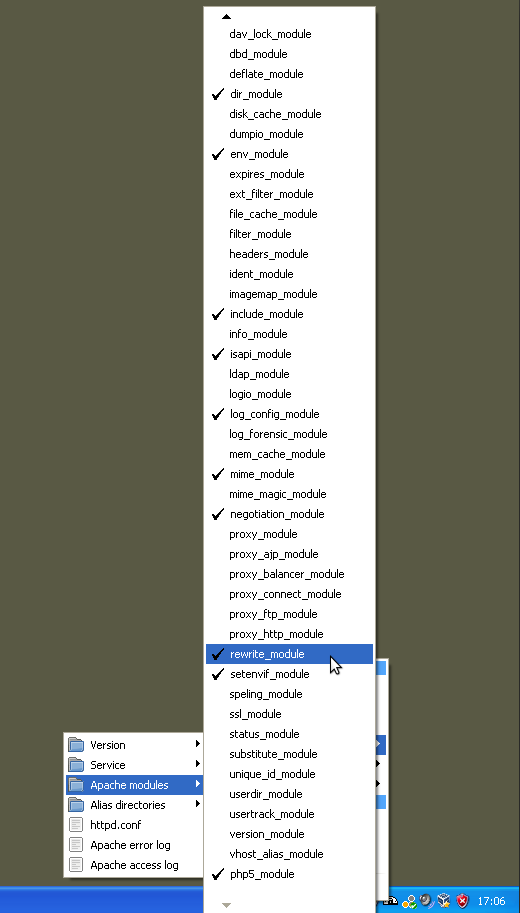 dav_lock_module
dbd_module
deflate_module
dir_module
disk_cache_module
dumpio_module
env_module
expires_module
ext_filter_module
file_cache_module
filter_module
headers_module
ident_module
imagemap_module
include_module
info_module
isapi_module
ldap_module
logio_module
log_config_module
log_forensic_module
mem_cache_module
mime_module
mime_magic_module
negotiation_module
proxy_module
proxy_ajp_module
proxy_balancer_module
proxy_connect_module
proxy_ftp_module
proxy_http_module
rewrite_module
setenvif_module
speling_module
ssl_module
status_module
substitute_module
unique_id_module
userdir_module
usertrack_module
version_module
vhost_alias_module
php5_module
Version
Service
Apache modules
Alias directories
httpd.conf
Apache error log
Apache access log
17:06